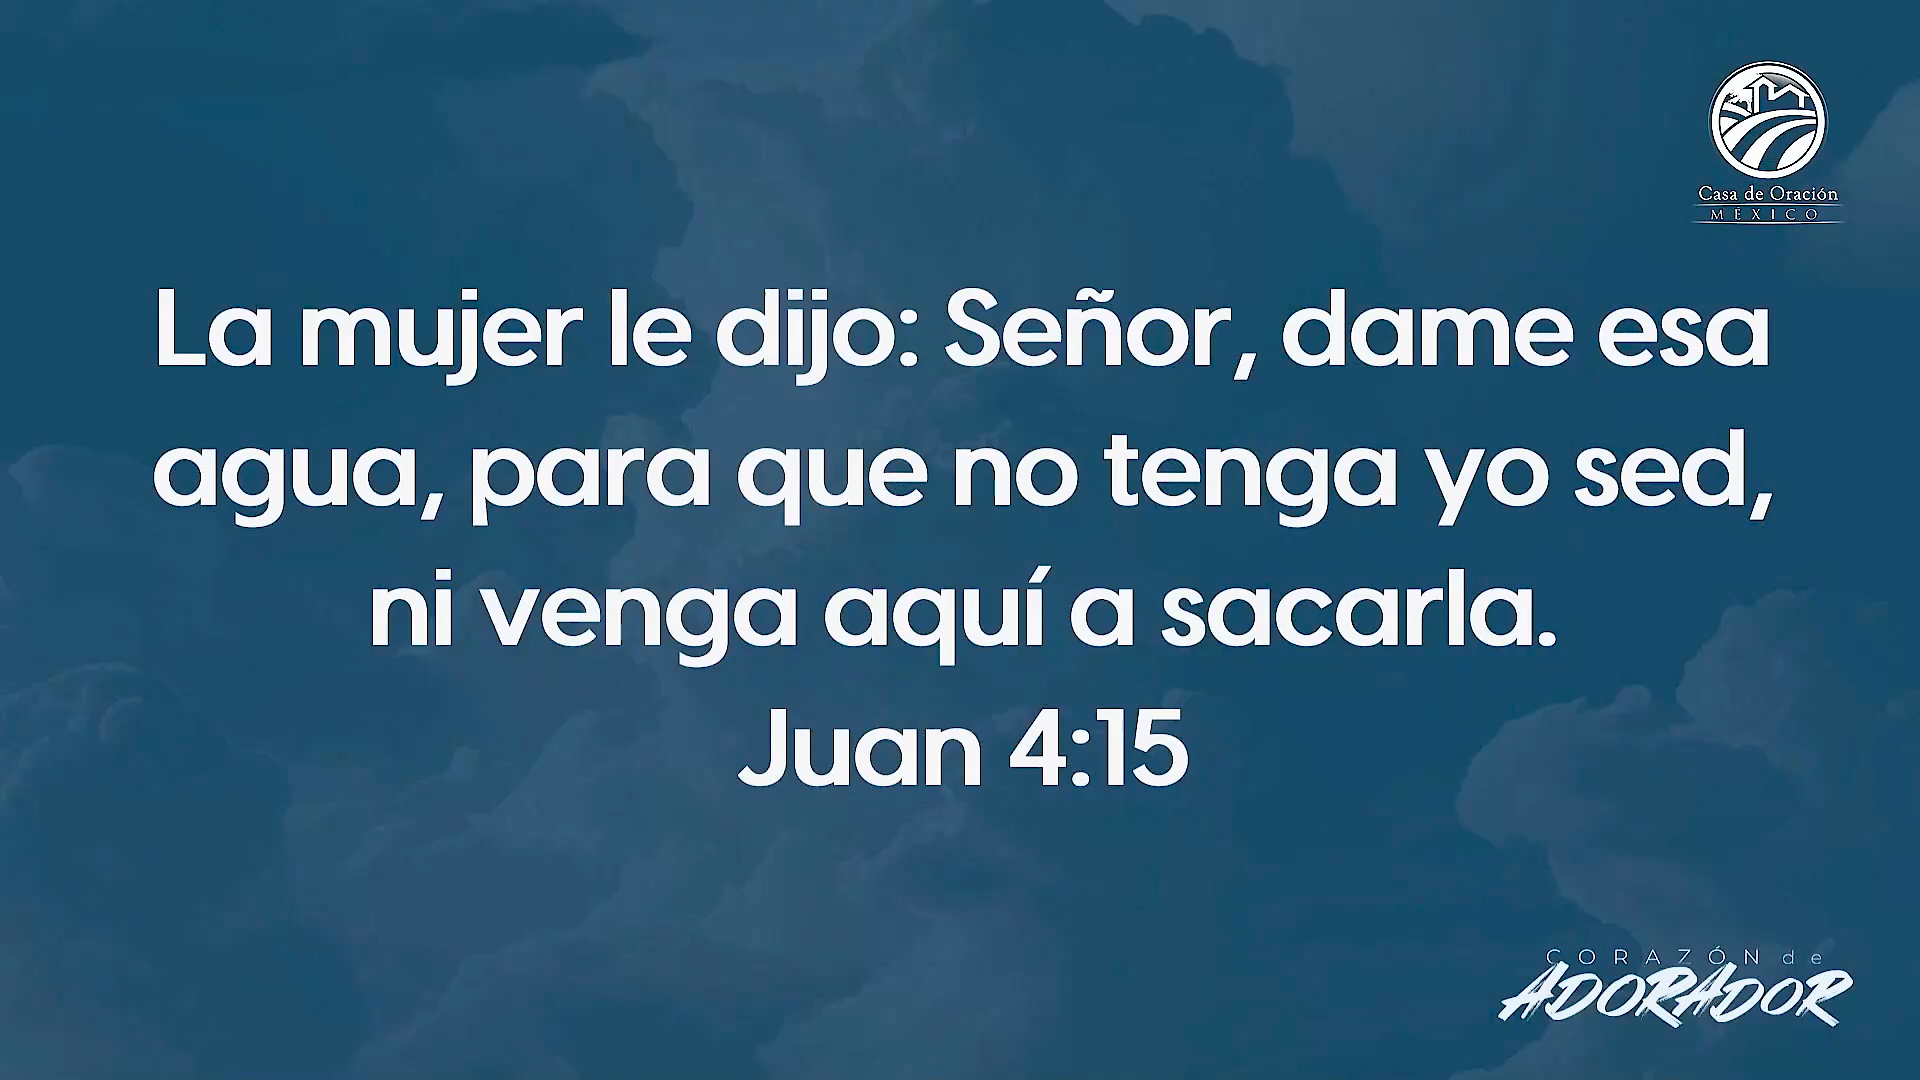 Casa de Oración
MÉXICO
La mujer le dijo: Señor, dame esa
agua, para que no tenga yo sed,
ni venga aquí a sacarla.
Juan 4:15
CORAZÓN de
ADORADOR